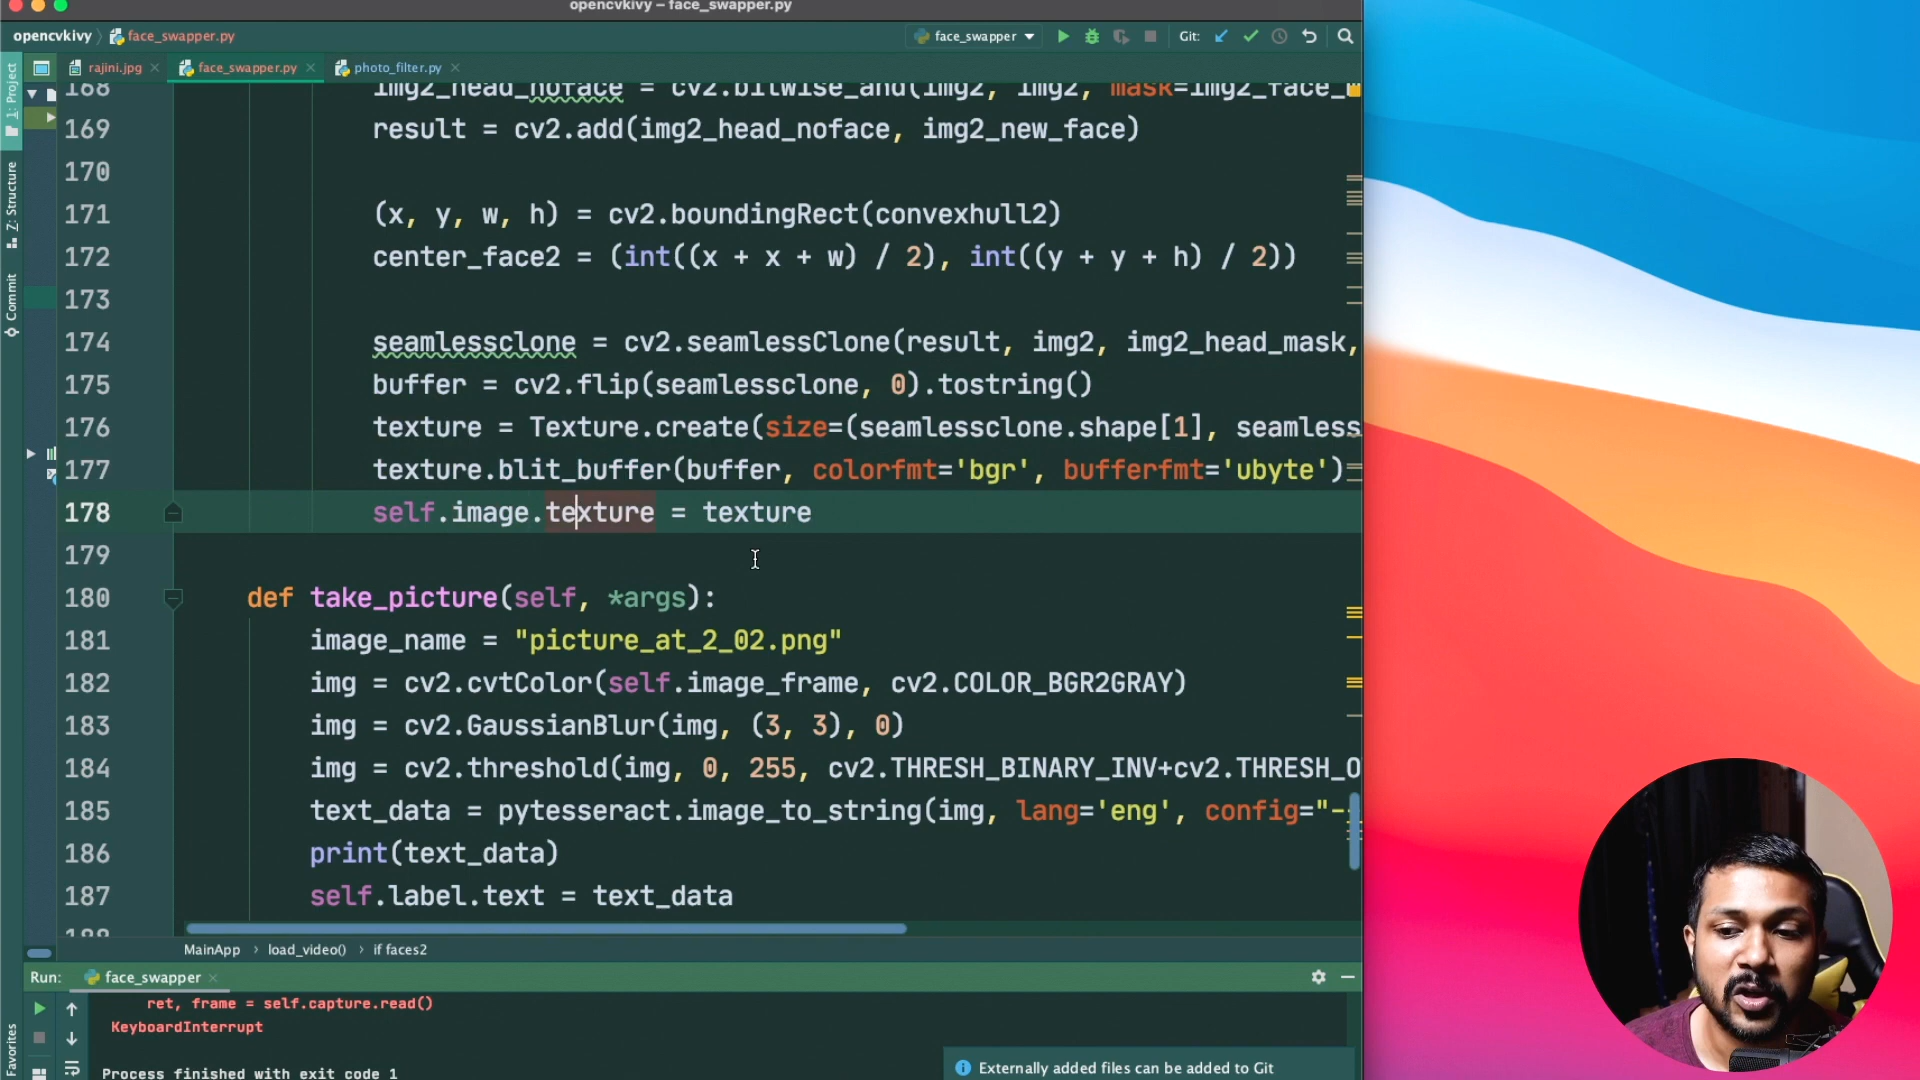 opencvkivy – face_swapper.py
opencvkivy face_swapper.py face_swapper Git:
1: Project
rajini.jpg face_swapper.py photo_filter.py
168 img2_head_noface = cv2.bitwise_and(img2, img2, mask=img2_face_
169 result = cv2.add(img2_head_noface, img2_new_face)
170
171 (x, y, w, h) = cv2.boundingRect(convexhull2)
172 center_face2 = (int((x + x + w) / 2), int((y + y + h) / 2))
173
174 seamlessclone = cv2.seamlessClone(result, img2, img2_head_mask,
175 buffer = cv2.flip(seamlessclone, 0).tostring()
176 texture = Texture.create(size=(seamlessclone.shape[1], seamless
177 texture.blit_buffer(buffer, colorfmt='bgr', bufferfmt='ubyte')
178 self.image.texture = texture
179
180 def take_picture(self, *args):
181 image_name = "picture_at_2_02.png"
182 img = cv2.cvtColor(self.image_frame, cv2.COLOR_BGR2GRAY)
183 img = cv2.GaussianBlur(img, (3, 3), 0)
184 img = cv2.threshold(img, 0, 255, cv2.THRESH_BINARY_INV+cv2.THRESH_O
185 text_data = pytesseract.image_to_string(img, lang='eng', config="--
186 print(text_data)
187 self.label.text = text_data
Z: Structure
Commit
MainApp load_video() if faces2
Run: face_swapper
ret, frame = self.capture.read()
KeyboardInterrupt
Process finished with exit code 1
Externally added files can be added to Git
Favorites